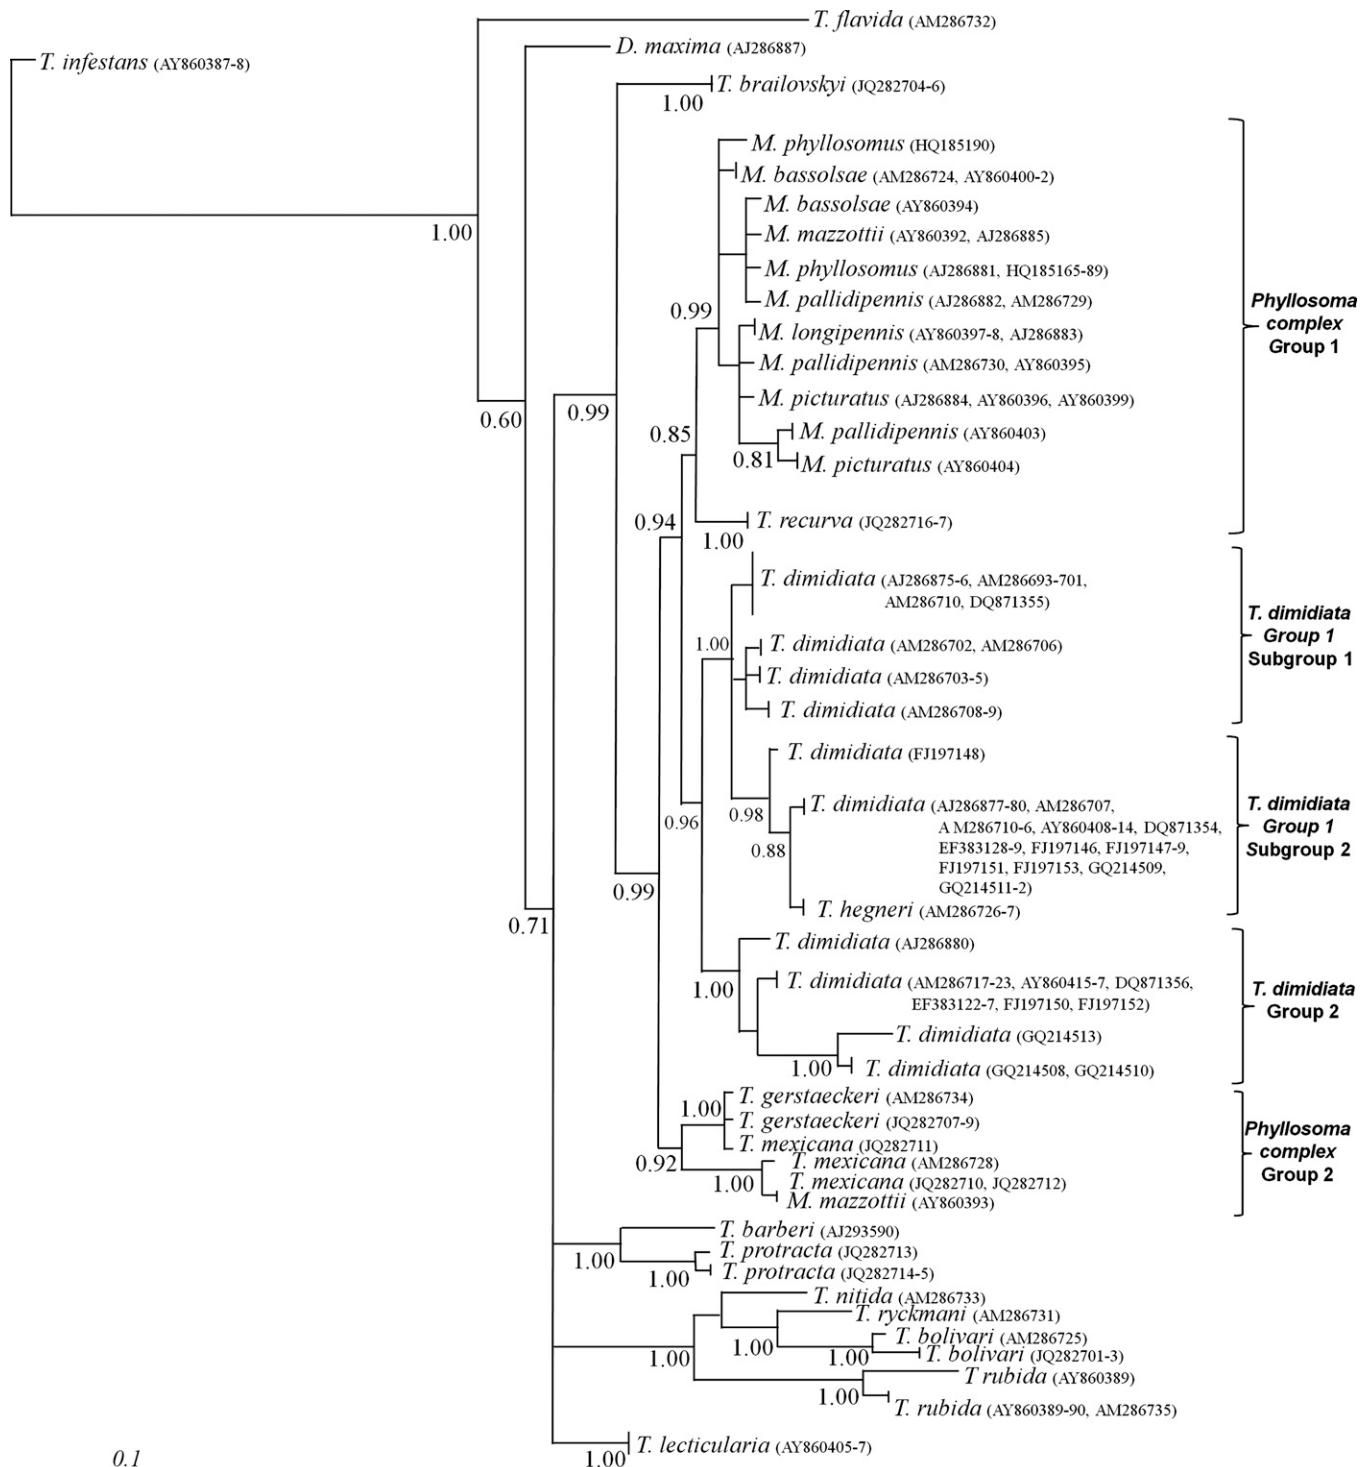 T. flavida (AM286732)
D. maxima (AJ286887)
T. infestans (AY860387-8)
T. brailovskyi (JQ282704-6)
1.00
M. phyllosomus (HQ185190)
M. bassolsae (AM286724, AY860400-2)
M. bassolsae (AY860394)
M. mazzottii (AY860392, AJ286885)
1.00
M. phyllosomus (AJ286881, HQ185165-89)
M. pallidipennis (AJ286882, AM286729)
0.99
Phyllosoma
complex
Group 1
M. longipennis (AY860397-8, AJ286883)
M. pallidipennis (AM286730, AY860395)
M. picturatus (AJ286884, AY860396, AY860399)
0.60
0.99
0.85
M. pallidipennis (AY860403)
0.81
M. picturatus (AY860404)
0.94
T. recurva (JQ282716-7)
1.00
T. dimidiata (AJ286875-6, AM286693-701,
AM286710, DQ871355)
T. dimidiata
Group 1
Subgroup 1
1.00
T. dimidiata (AM286702, AM286706)
T. dimidiata (AM286703-5)
T. dimidiata (AM286708-9)
T. dimidiata (FJ197148)
T. dimidiata (AJ286877-80, AM286707,
A M286710-6, AY860408-14, DQ871354,
EF383128-9, FJ197146, FJ197147-9,
FJ197151, FJ197153, GQ214509,
GQ214511-2)
T. dimidiata
Group 1
Subgroup 2
0.96
0.98
0.88
0.99
T. hegneri (AM286726-7)
0.71
T. dimidiata (AJ286880)
T. dimidiata (AM286717-23, AY860415-7, DQ871356,
EF383122-7, FJ197150, FJ197152)
1.00
T. dimidiata
Group 2
T. dimidiata (GQ214513)
1.00
T. dimidiata (GQ214508, GQ214510)
T. gerstaeckeri (AM286734)
1.00
T. gerstaeckeri (JQ282707-9)
T. mexicana (JQ282711)
Phyllosoma
complex
Group 2
0.92
T. mexicana (AM286728)
T. mexicana (JQ282710, JQ282712)
1.00
M. mazzottii (AY860393)
T. barberi (AJ293590)
T. protracta (JQ282713)
1.00
T. protracta (JQ282714-5)
1.00
T. nitida (AM286733)
T. ryckmani (AM286731)
T. bolivari (AM286725)
1.00
T. bolivari (JQ282701-3)
1.00
1.00
T rubida (AY860389)
1.00
T. rubida (AY860389-90, AM286735)
T. lecticularia (AY860405-7)
1.00
0.1